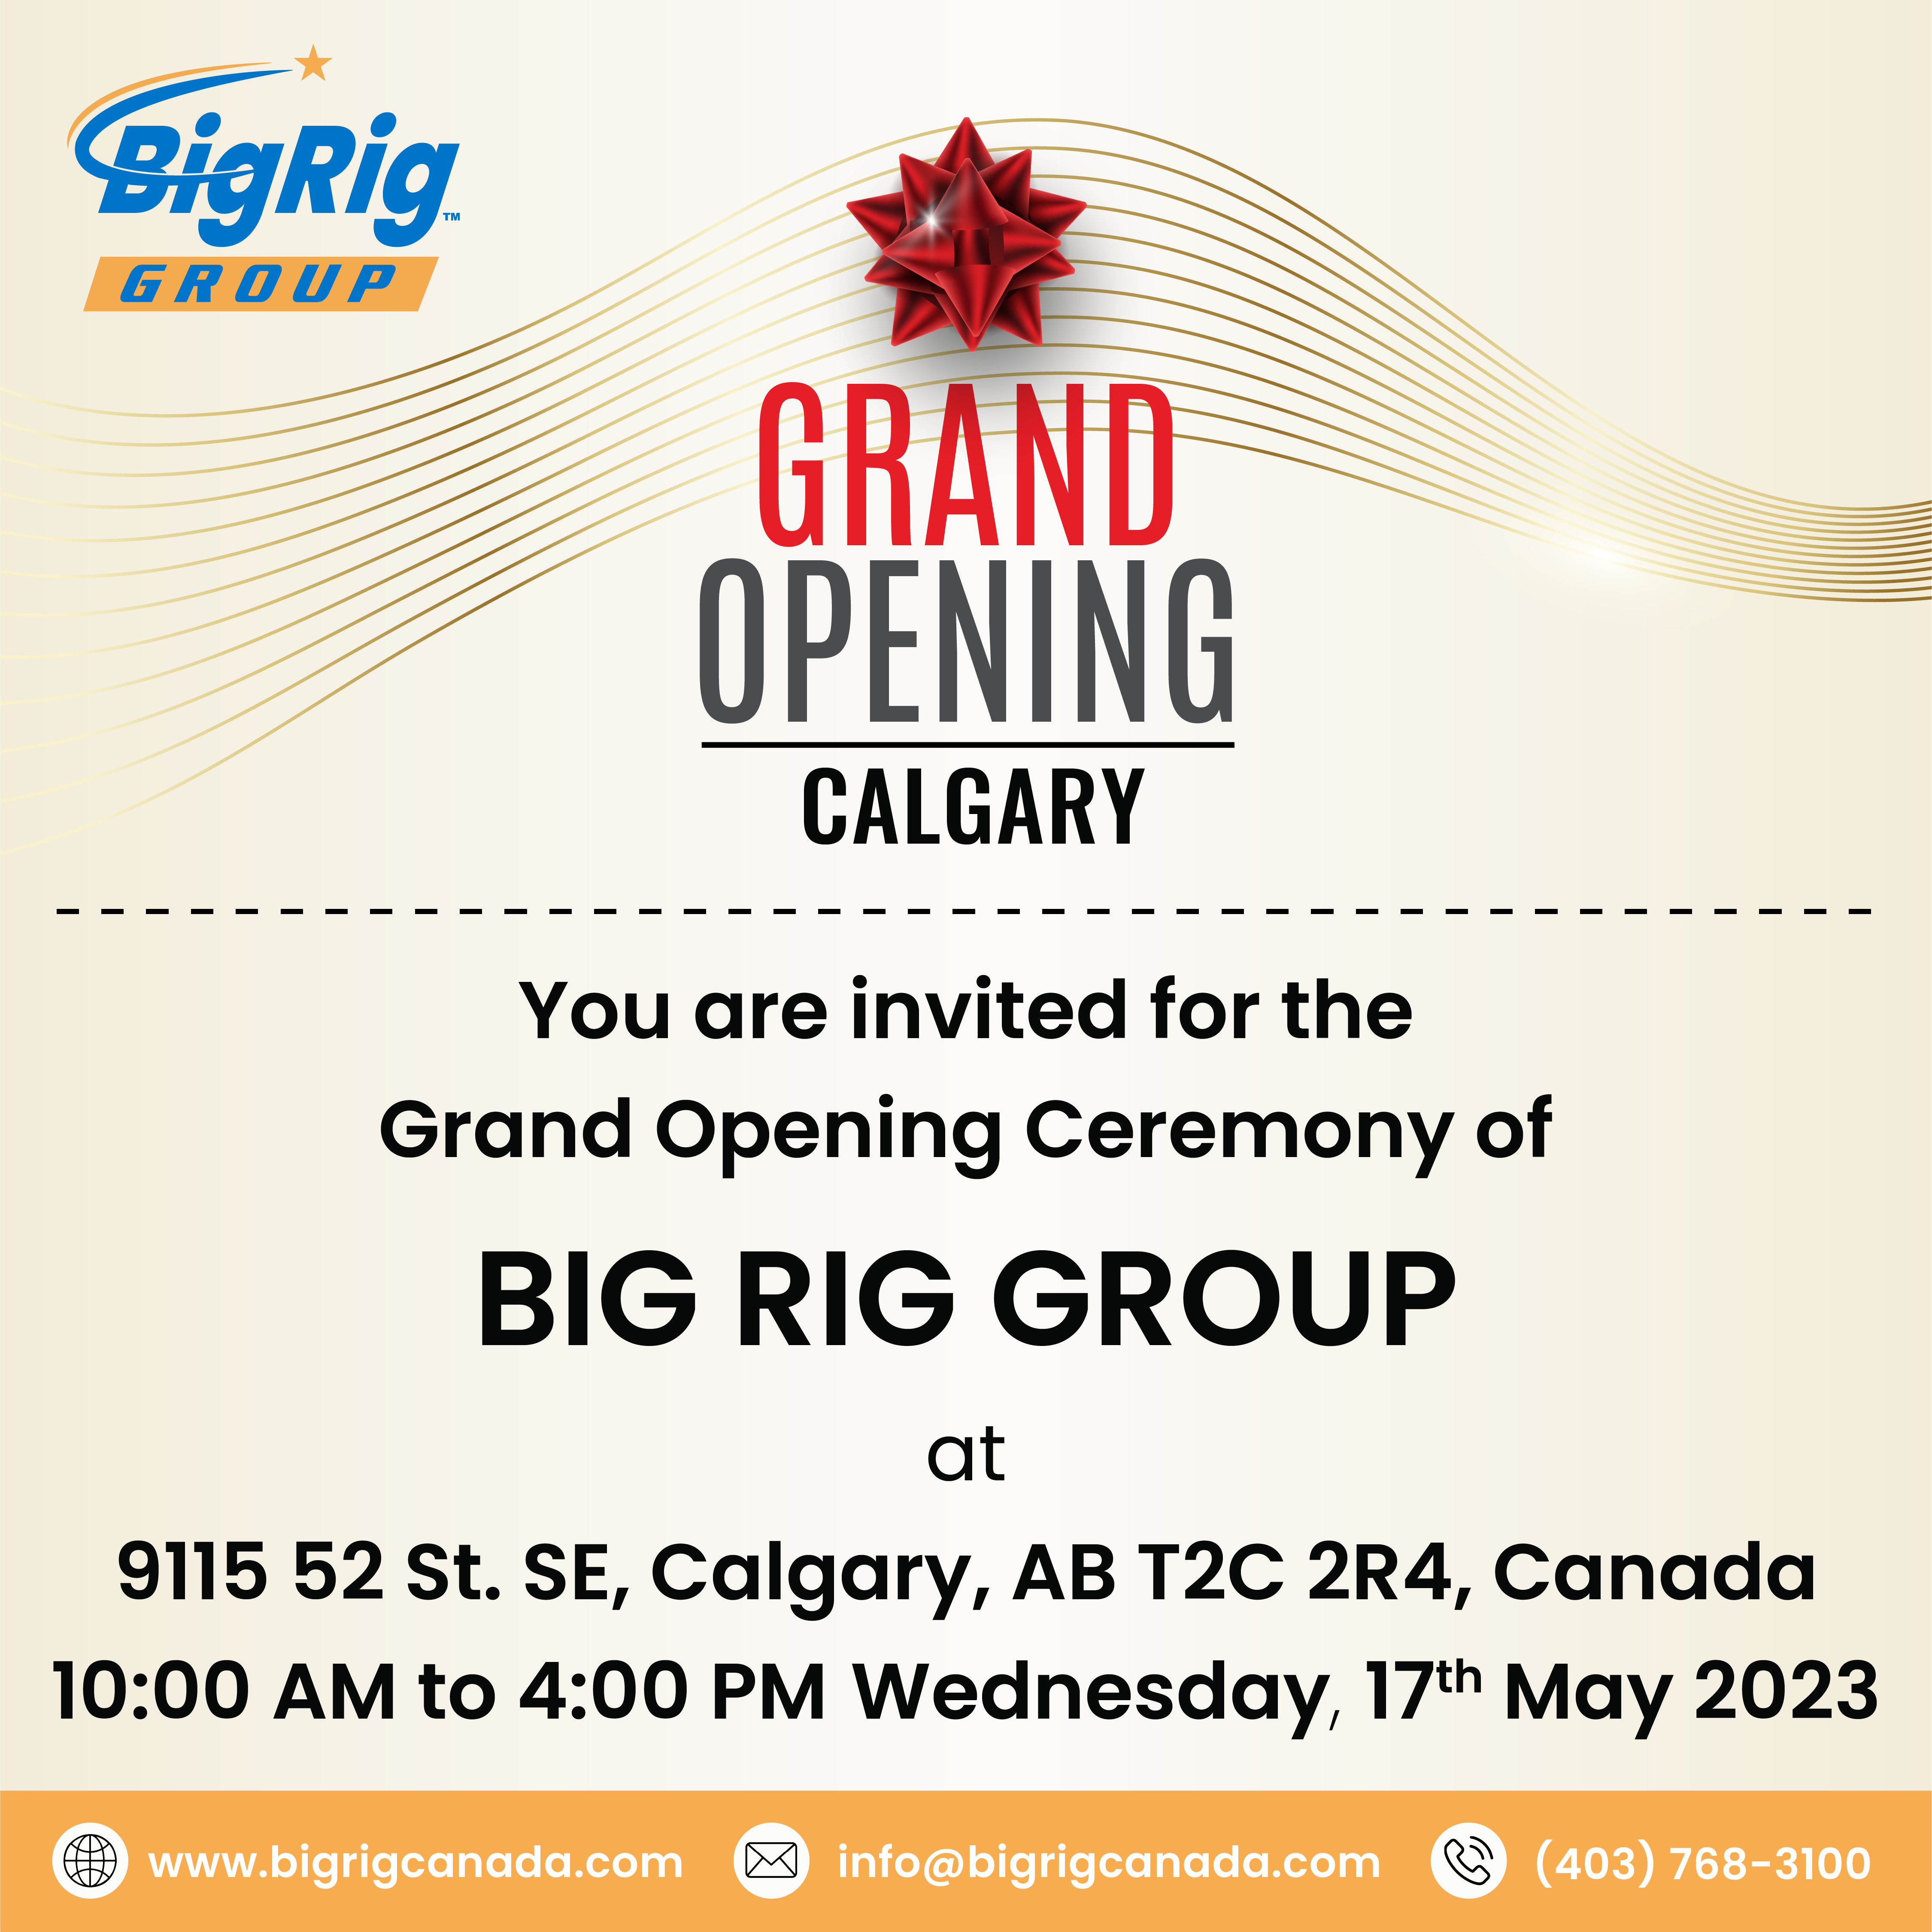 BigRig™
GROUP
GRAND
OPENING
CALGARY
You are invited for the
Grand Opening Ceremony of
BIG RIG GROUP
at
9115 52 St. SE, Calgary, AB T2C 2R4, Canada
10:00 AM to 4:00 PM Wednesday, 17th May 2023
www.bigrigcanada.com info@bigrigcanada.com (403) 768-3100